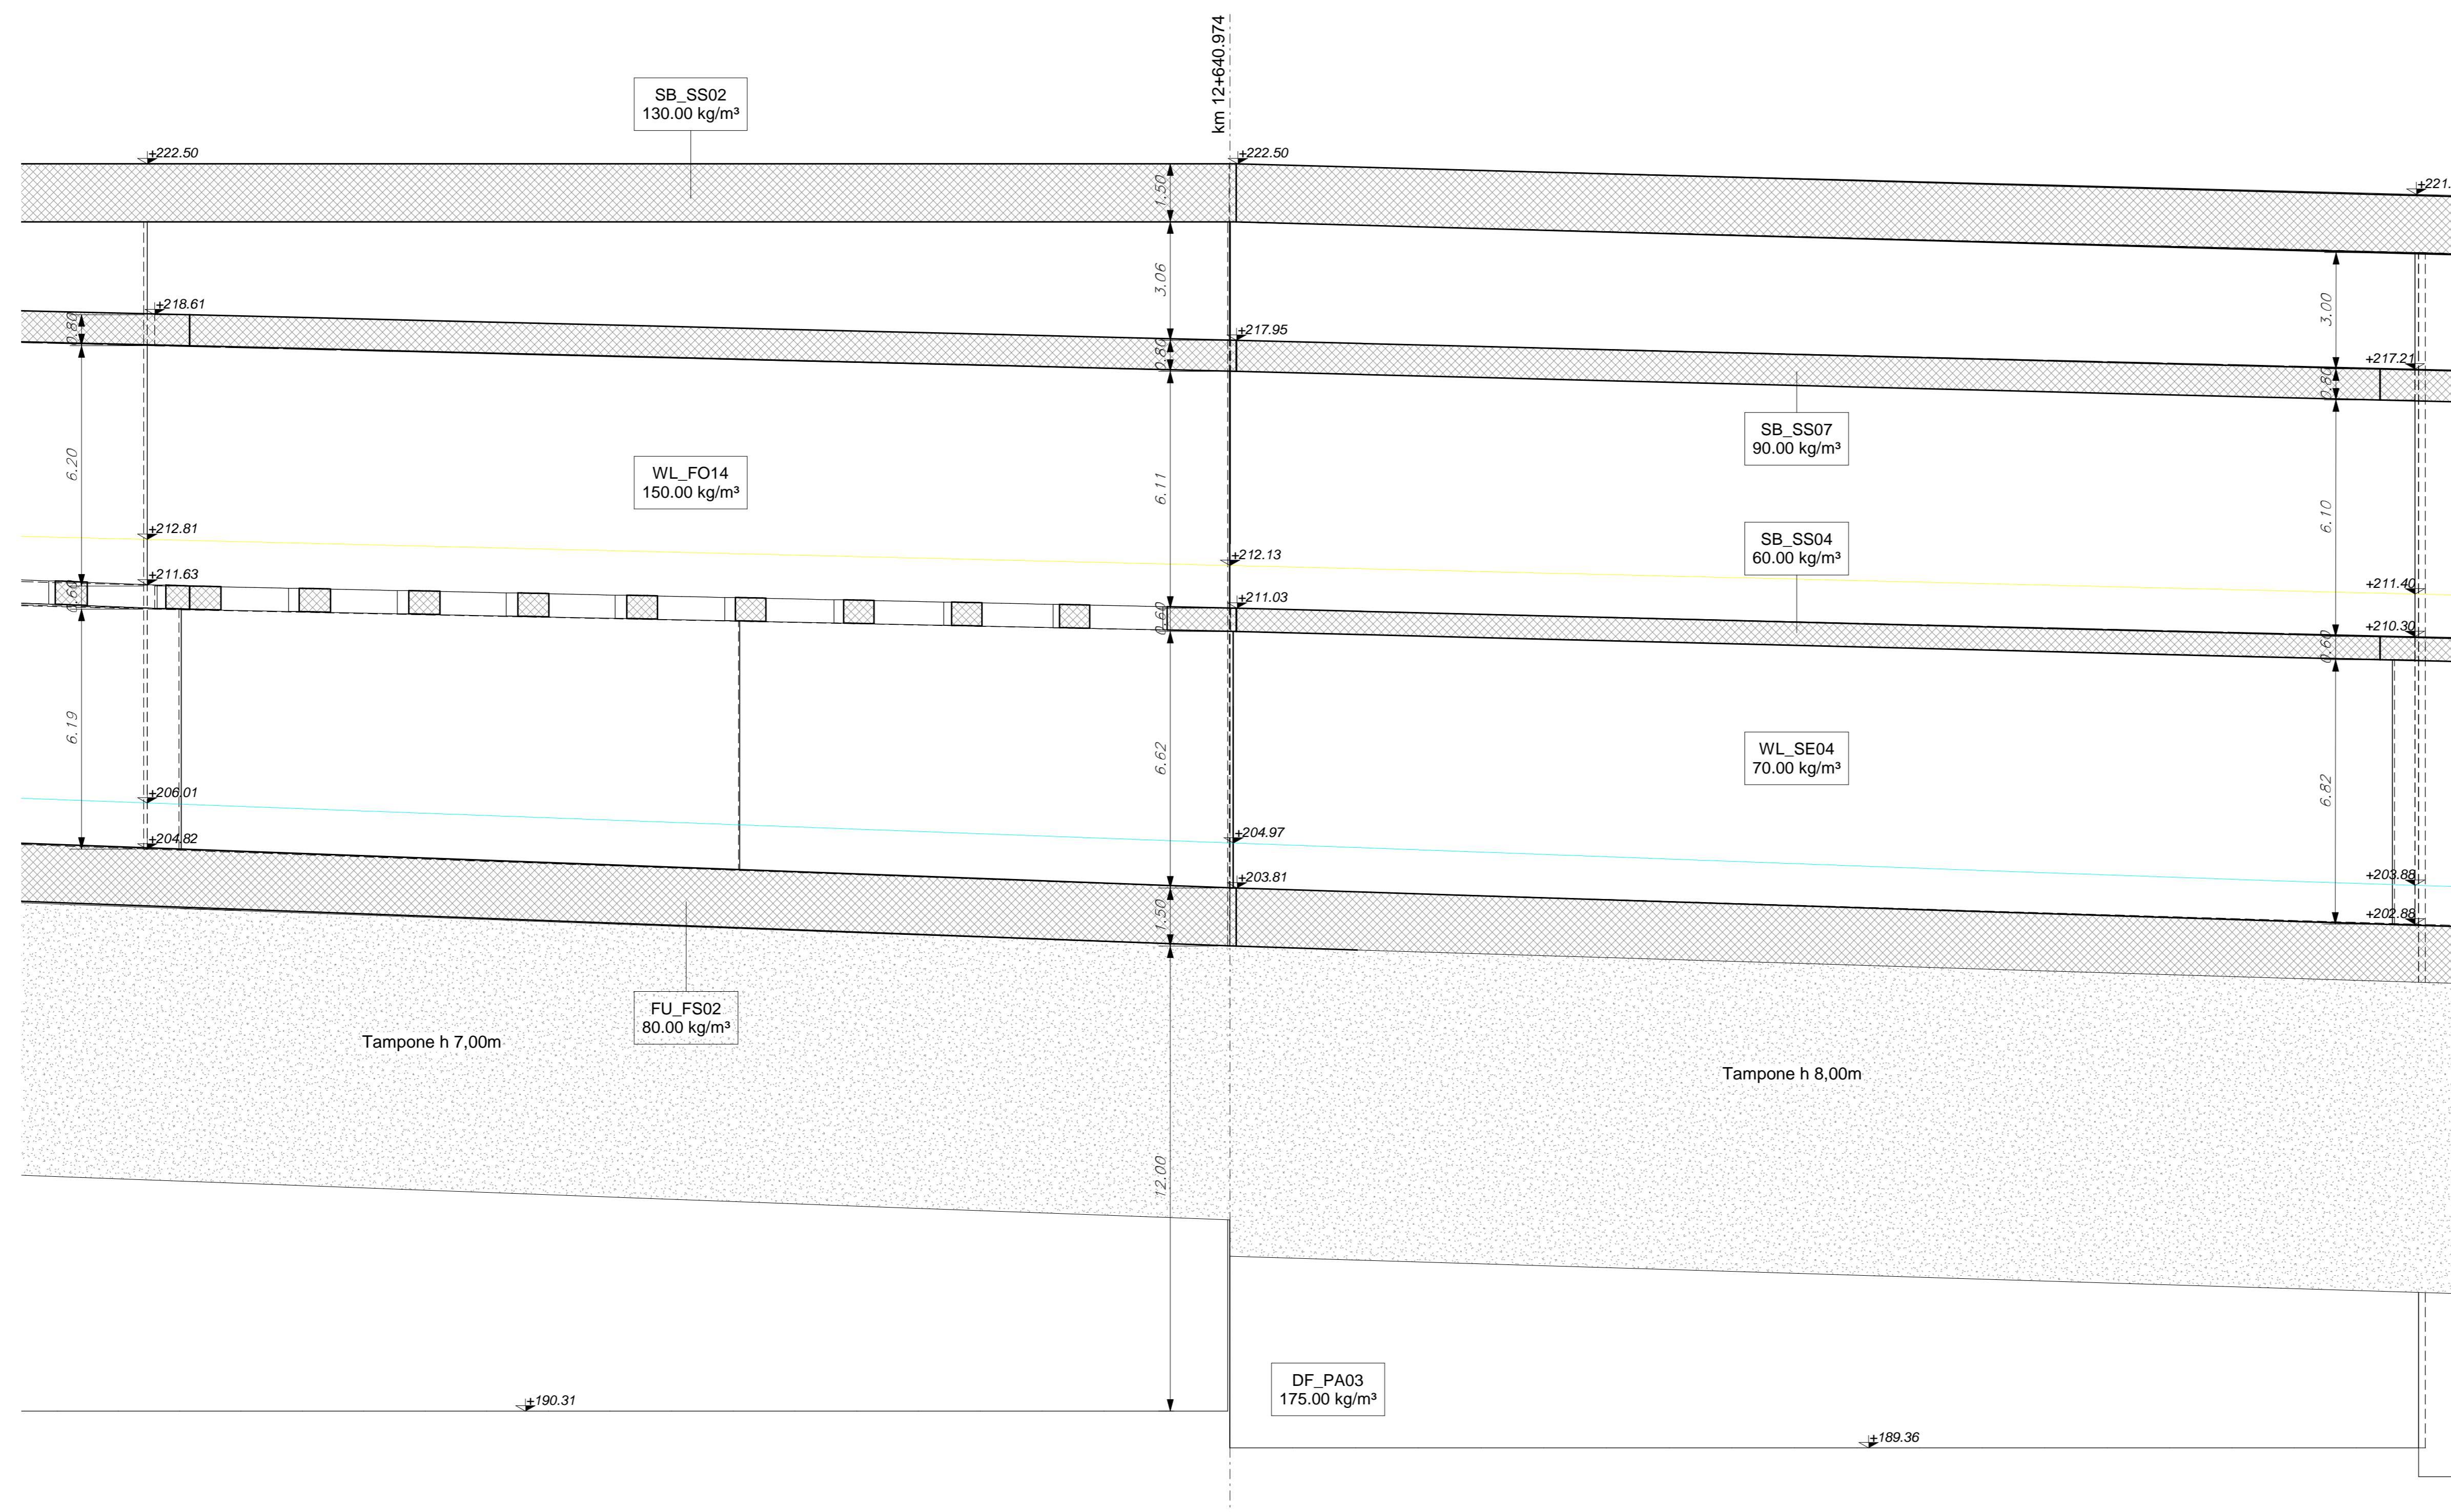 km 12+640.974
SB_SS02
130.00 kg/m³
+222.50
+222.50
+221.
1.50
3.06
3.00
+218.61
0.80
+217.95
0.80
+217.21
0.80
SB_SS07
90.00 kg/m³
WL_FO14
150.00 kg/m³
6.20
6.11
6.10
SB_SS04
60.00 kg/m³
+212.81
+212.13
+211.63
+211.40
0.60
+211.03
0.60
+210.30
0.60
6.19
6.62
6.82
WL_SE04
70.00 kg/m³
+206.01
+204.82
+204.97
+203.88
+203.81
+202.88
1.50
FU_FS02
80.00 kg/m³
Tampone h 7,00m
Tampone h 8,00m
12.00
DF_PA03
175.00 kg/m³
+190.31
+189.36